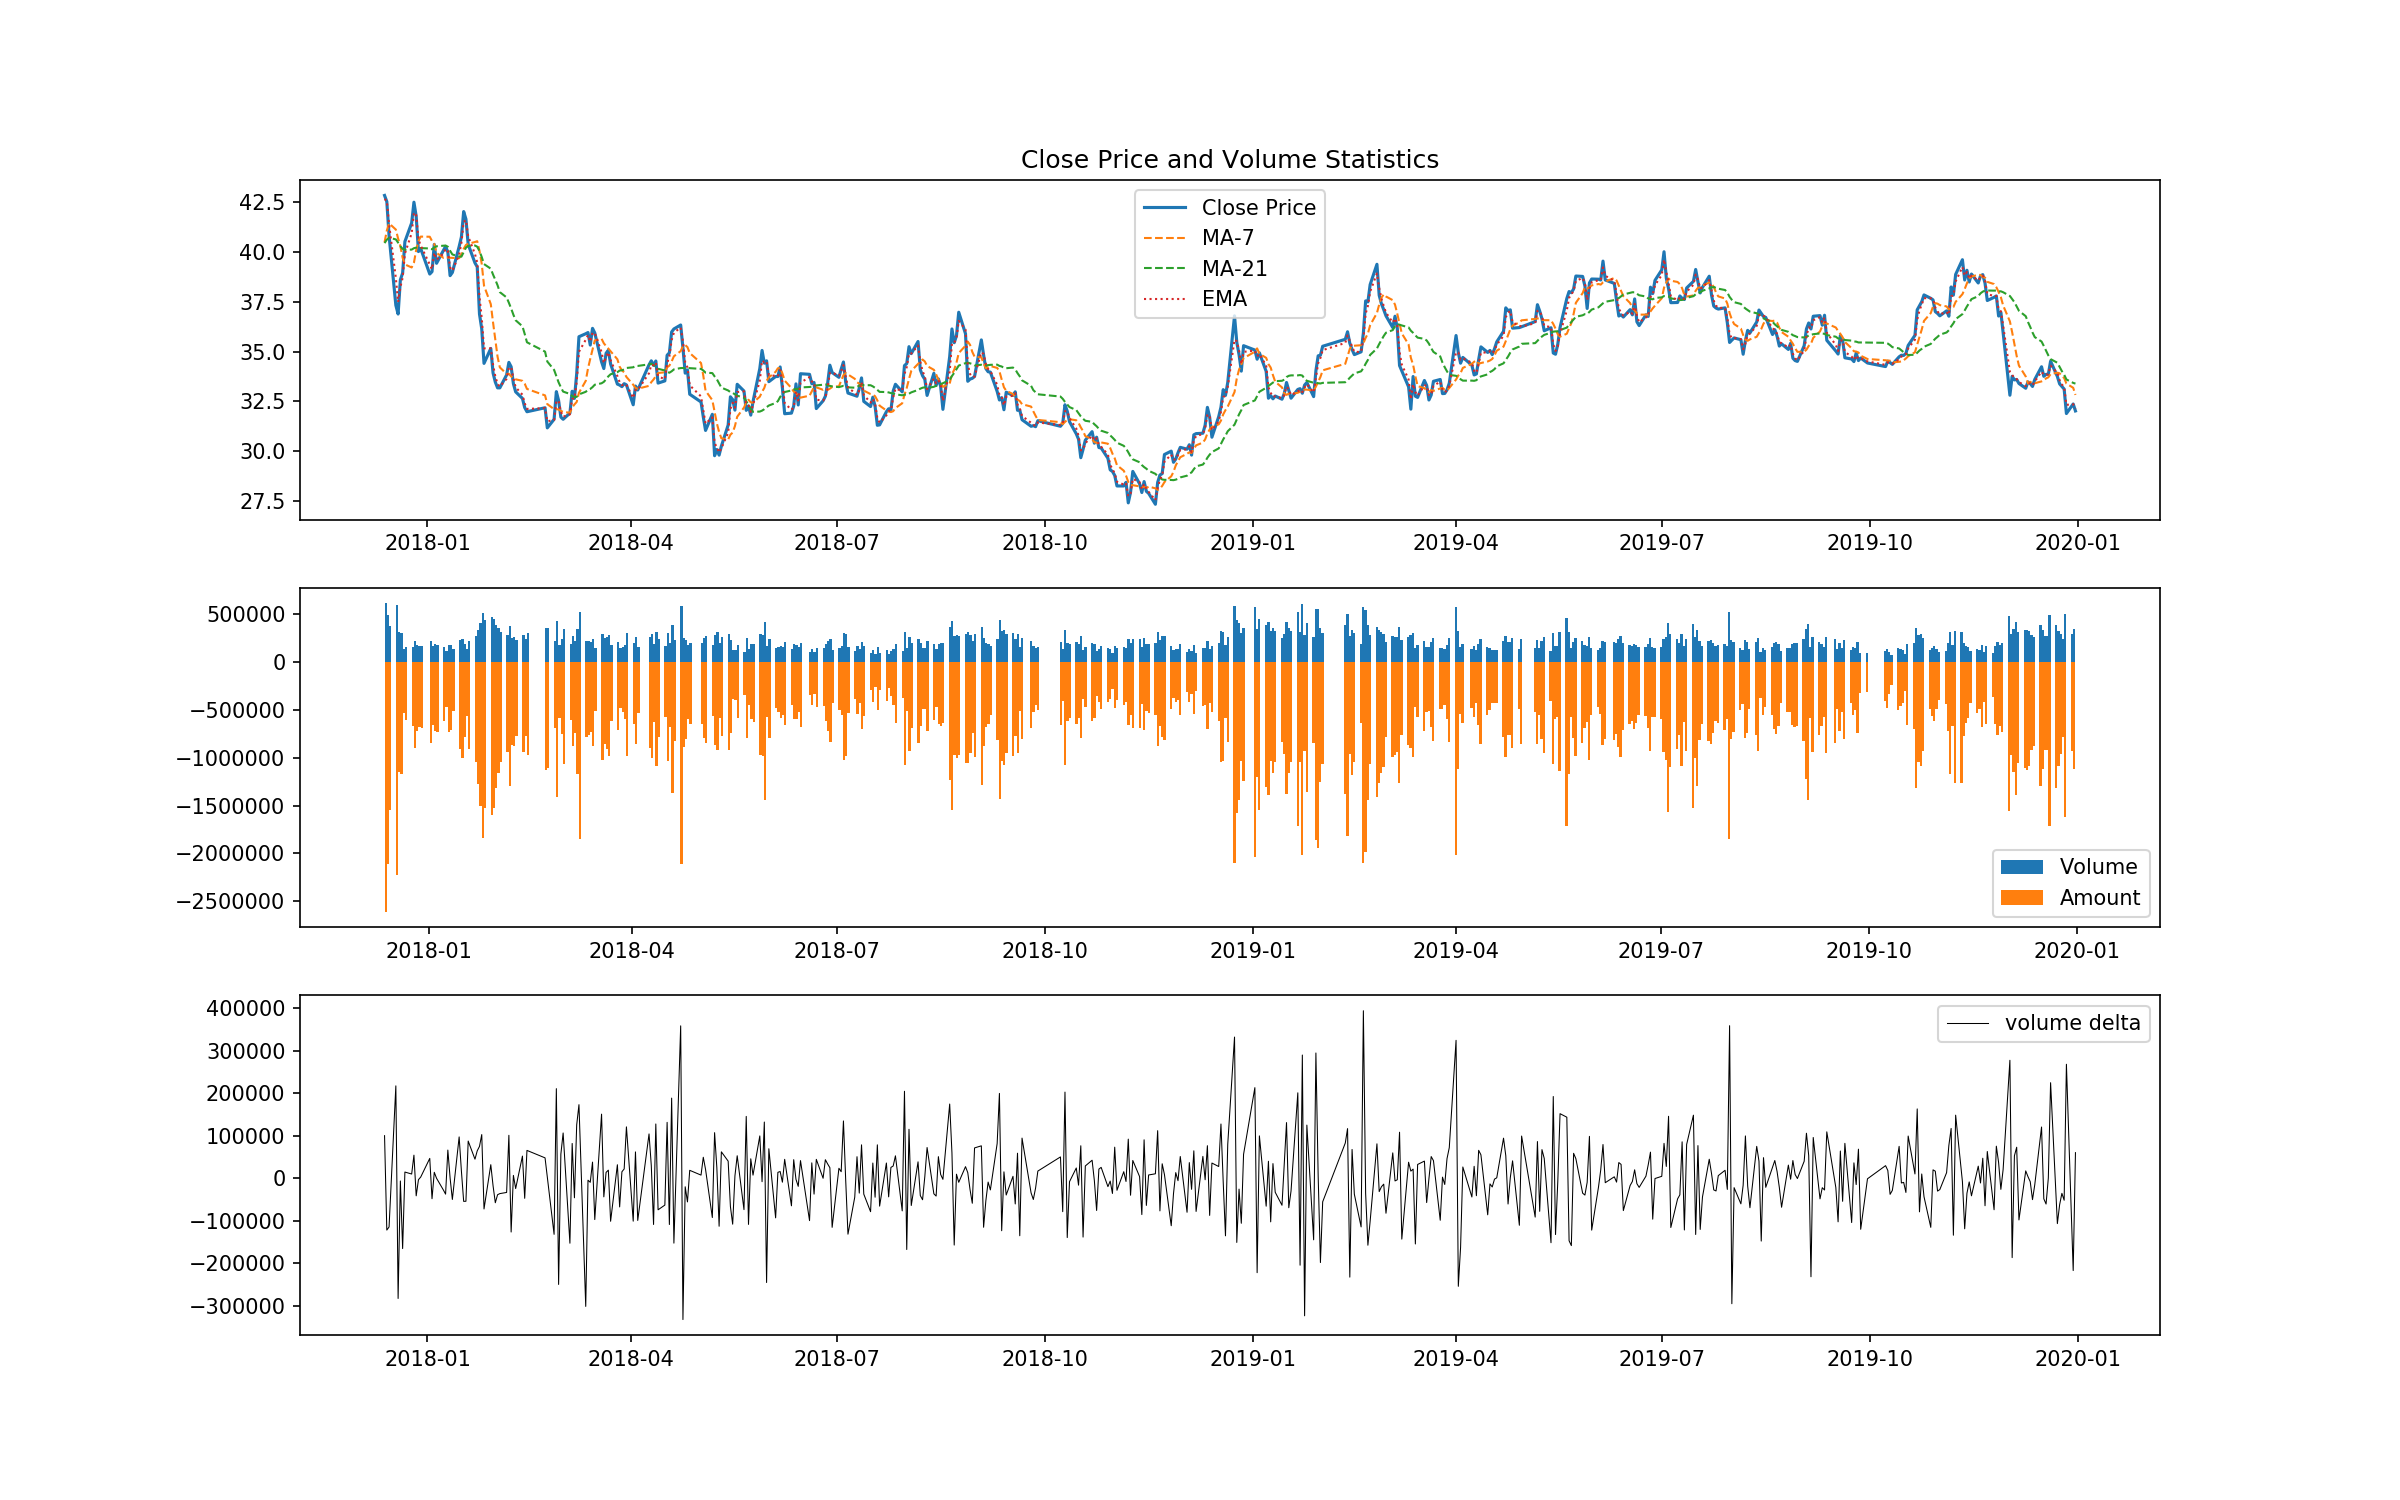 Close Price and Volume Statistics
42.5
40.0
37.5
35.0
32.5
30.0
27.5
Close Price
MA-7
MA-21
EMA
2018-01 2018-04 2018-07 2018-10 2019-01 2019-04 2019-07 2019-10 2020-01
500000
0
−500000
−1000000
−1500000
−2000000
−2500000
Volume
Amount
2018-01 2018-04 2018-07 2018-10 2019-01 2019-04 2019-07 2019-10 2020-01
400000
300000
200000
100000
0
−100000
−200000
−300000
volume delta
2018-01 2018-04 2018-07 2018-10 2019-01 2019-04 2019-07 2019-10 2020-01